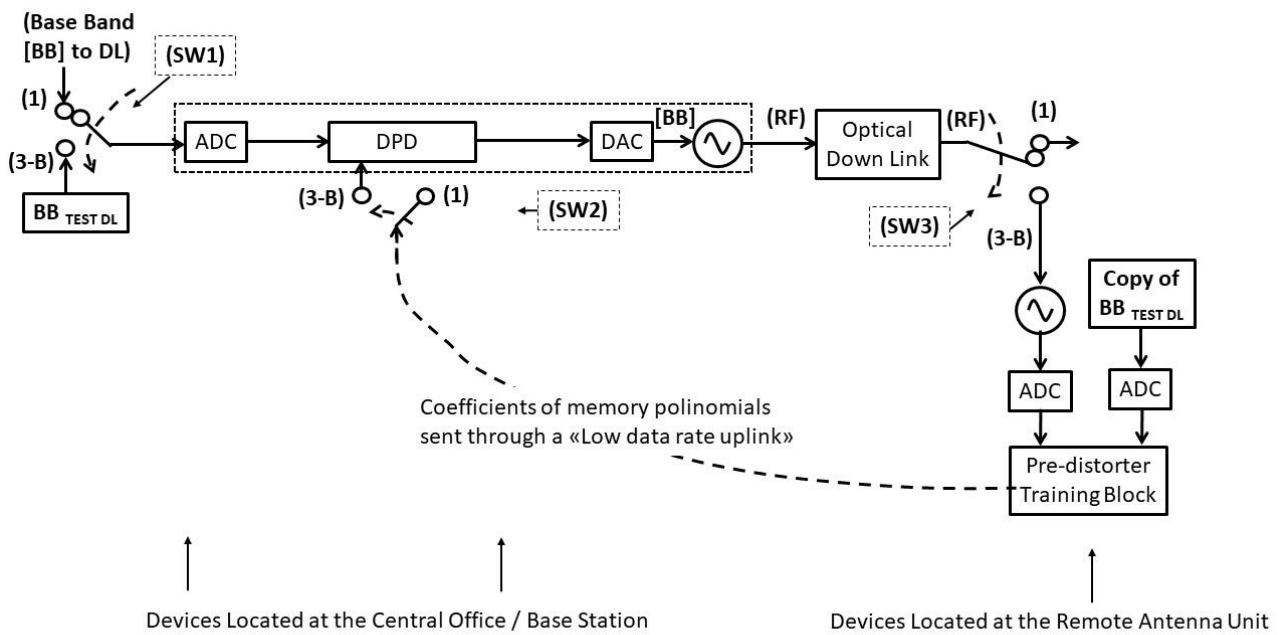 (Base Band
[BB] to DL)
(SW1)
(1)
(3-B)
BB TEST DL
ADC
DPD
DAC
[BB]
(RF)
Optical
Down Link
(RF)
(1)
(3-B)
(1)
(SW2)
(SW3)
(3-B)
Copy of
BB TEST DL
ADC
ADC
Coefficients of memory polinomials
sent through a «Low data rate uplink»
Pre-distorter
Training Block
Devices Located at the Central Office / Base Station
Devices Located at the Remote Antenna Unit